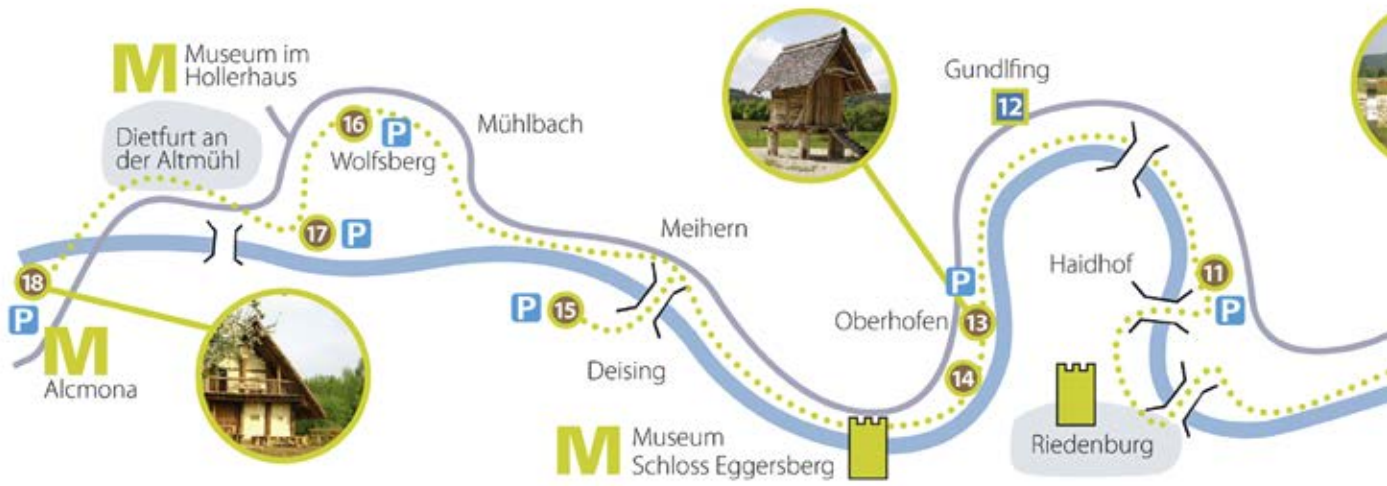 M Museum im
Hollerhaus
Dietfurt an
der Altmühl
16
P
Wolfsberg
Mühlbach
17 P
18
P
M
Alcmona
Meihern
P 15
Deising
M Museum
Schloss Eggersberg
Gundlfing
12
P
Oberhofen 13
14
Haidhof
11
P
Riedenburg